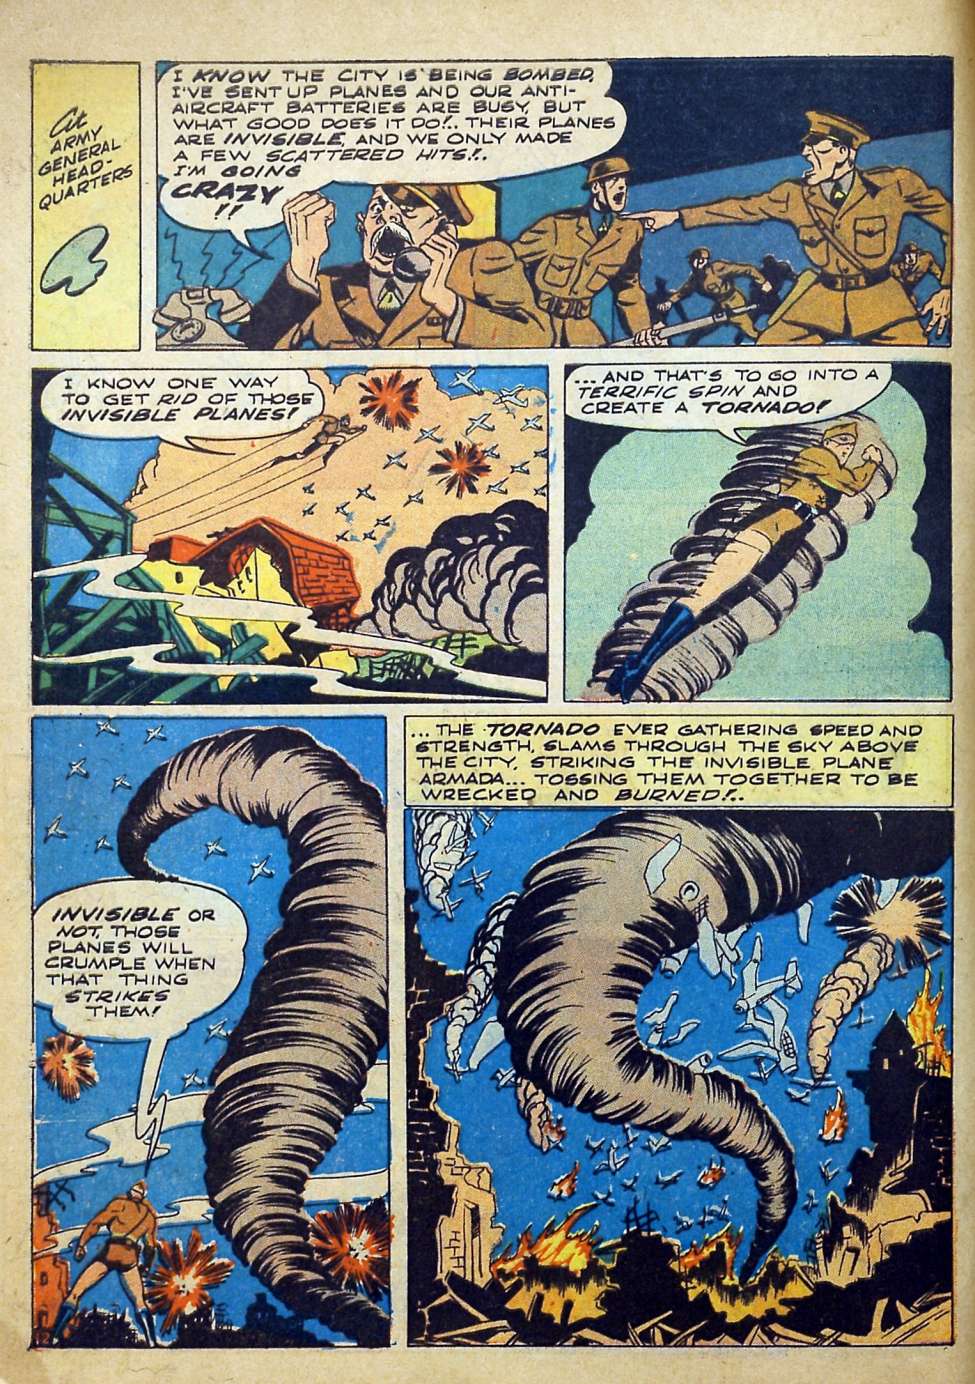 At
ARMY
GENERAL
HEAD-
QUARTERS
I KNOW THE CITY IS BEING BOMBED,
I'VE SENT UP PLANES AND OUR ANTI-
AIRCRAFT BATTERIES ARE BUSY, BUT
WHAT GOOD DOES IT DO!.. THEIR PLANES
ARE INVISIBLE, AND WE ONLY MADE
A FEW SCATTERED HITS!..
I'M GOING
CRAZY
!!
I KNOW ONE WAY
TO GET RID OF THOSE
INVISIBLE PLANES!
...AND THAT'S TO GO INTO A
TERRIFIC SPIN AND
CREATE A TORNADO!
INVISIBLE OR
NOT, THOSE
PLANES WILL
CRUMPLE WHEN
THAT THING
STRIKES
THEM!
...THE TORNADO EVER GATHERING SPEED AND
STRENGTH, SLAMS THROUGH THE SKY ABOVE
THE CITY, STRIKING THE INVISIBLE PLANE
ARMADA... TOSSING THEM TOGETHER TO BE
WRECKED AND BURNED!..